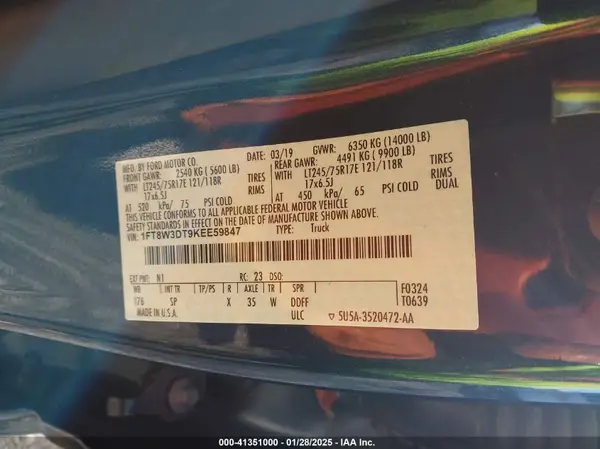 MFD. BY FORD MOTOR CO.
03/19 GVWR: 6350 KG (14000 LB)
FRONT GAWR: 2540 KG (5600 LB)
REAR GAWR: 4491 KG (9900 LB)
WITH LT245/75R17E 121/118R TIRES
LT245/75R17E 121/118R TIRES
17x6.5J RIMS
17x6.5J RIMS
AT 520 kPa/ 75 PSI COLD
AT 450 kPa/ 65 PSI COLD DUAL
THIS VEHICLE CONFORMS TO ALL APPLICABLE FEDERAL MOTOR VEHICLE
SAFETY STANDARDS IN EFFECT ON THE DATE OF MANUFACTURE SHOWN ABOVE.
VIN: 1FT8W3DT9KEE59847
TYPE: Truck
EXT PNT: N1 RC: 23 DSO:
WB INT TR TP/PS R AXLE TR SPR F0324
176 SP X 35 W DDFF T0639
MADE IN U.S.A. ULC ▽ 5U5A-3520472-AA
00-41351000 | 01/28/2025 | IAA Inc.